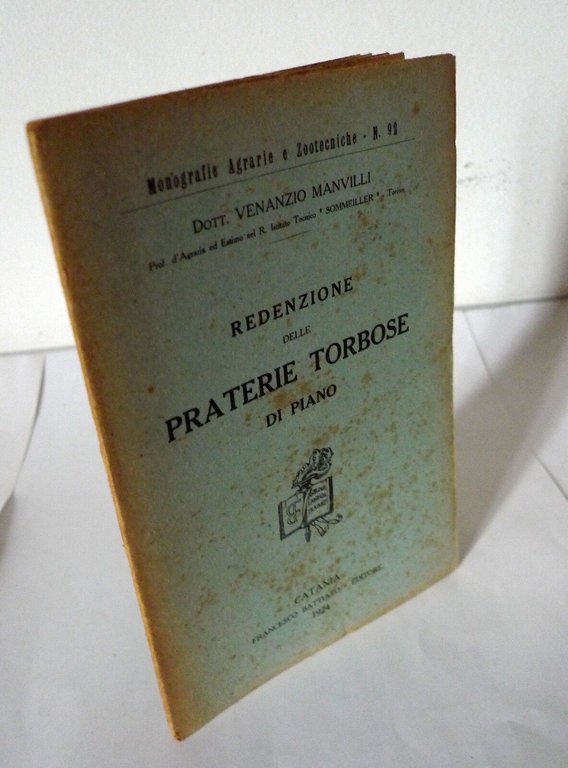 Monografie Agrarie e Zootecniche - N. 92
DOTT. VENANZIO MANVILLI
Prof. d'Agraria ed Estimo nel R. Istituto Tecnico "SOMMEILLER" - Torino
REDENZIONE
DELLE
PRATERIE TORBOSE
DI PIANO
CATANIA
FRANCESCO BATTIATO, EDITORE
1924